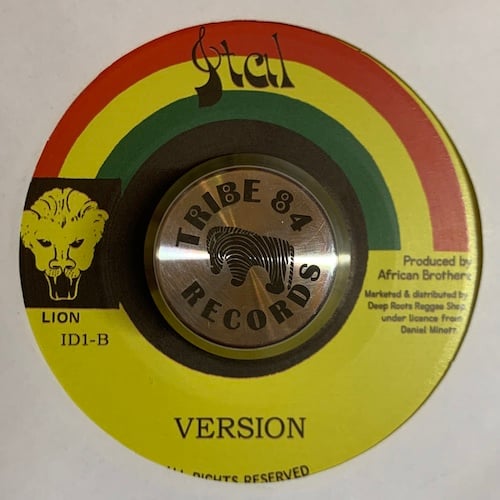 Ital
TRIBE 84
RECORDS
LION
ID1-B
Produced by
African Brothers
Marketed & distributed by
Deep Roots Reggae Shop
under licence from
Daniel Minott
VERSION
ALL RIGHTS RESERVED